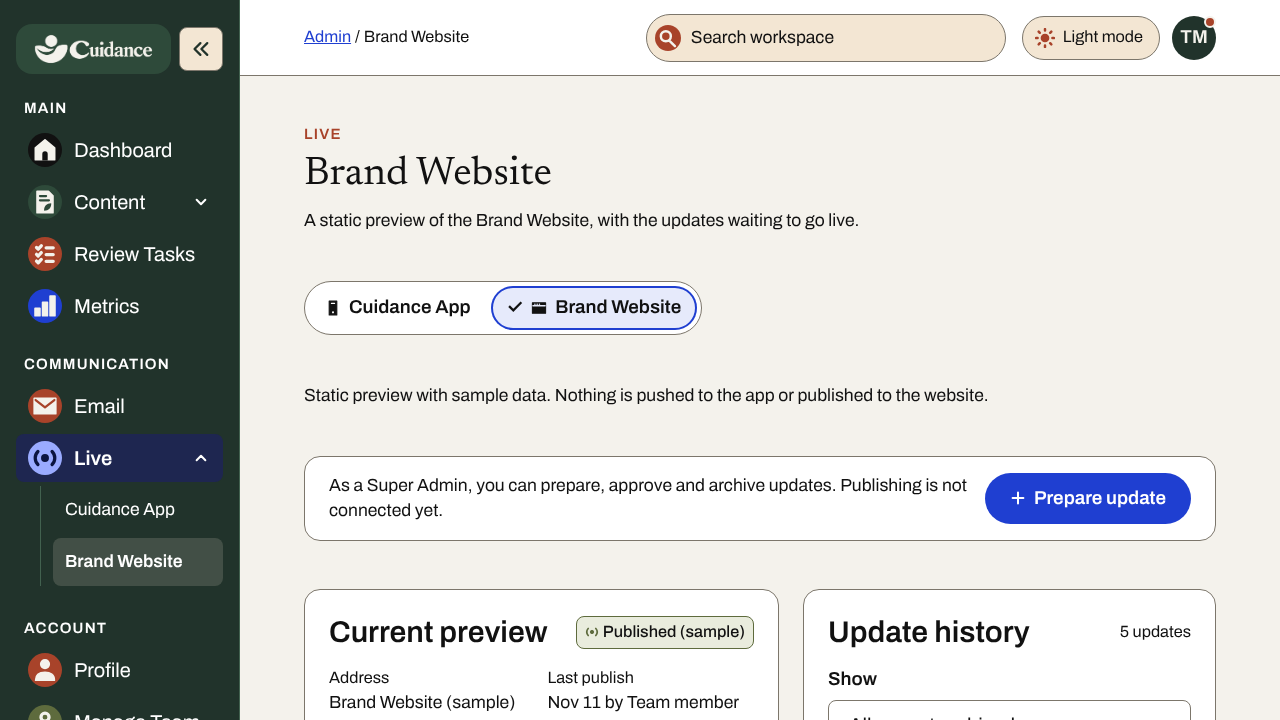 Cuidance
MAIN
Dashboard
Content
Review Tasks
Metrics
COMMUNICATION
Email
Live
Cuidance App
Brand Website
ACCOUNT
Profile
Manage Team
Admin / Brand Website
Search workspace
Light mode
TM
LIVE
Brand Website
A static preview of the Brand Website, with the updates waiting to go live.
Cuidance App
Brand Website
Static preview with sample data. Nothing is pushed to the app or published to the website.
As a Super Admin, you can prepare, approve and archive updates. Publishing is not
connected yet.
Prepare update
Current preview
Published (sample)
Address
Brand Website (sample)
Last publish
Nov 11 by Team member
Update history
5 updates
Show